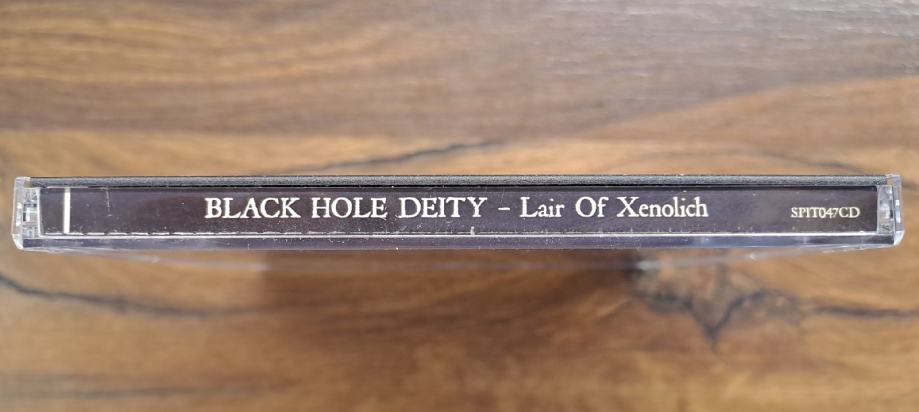 BLACK HOLE DEITY – Lair Of Xenolich SPIT047CD